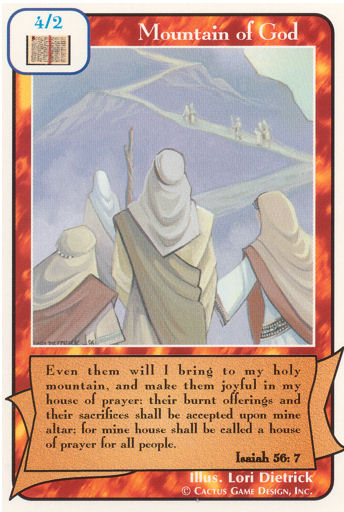 4/2
Mountain of God
Even them will I bring to my holy
mountain, and make them joyful in my
house of prayer: their burnt offerings and
their sacrifices shall be accepted upon mine
altar: for mine house shall be called a house
of prayer for all people.
Isaiah 56: 7
Illus. Lori Dietrick
© Cactus Game Design, Inc.